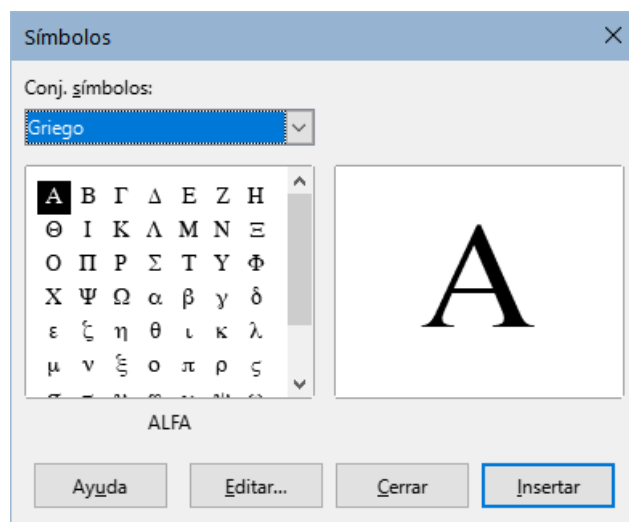 Símbolos
Conj. símbolos:
Griego
Α Β Γ Δ Ε Ζ Η
Θ Ι Κ Λ Μ Ν Ξ
Ο Π Ρ Σ Τ Υ Φ
Χ Ψ Ω α β γ δ
ε ζ η θ ι κ λ
μ ν ξ ο π ρ ς
Α
ALFA
Ayuda Editar... Cerrar Insertar